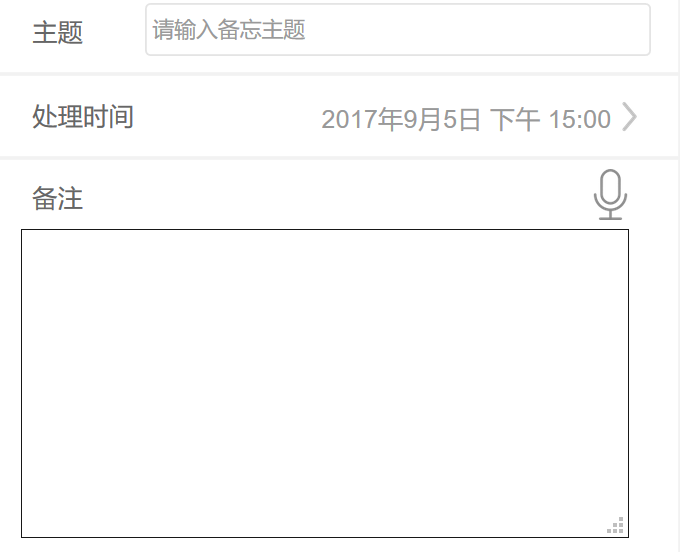 主题
请输入备忘主题
处理时间
2017年9月5日 下午 15:00
备注